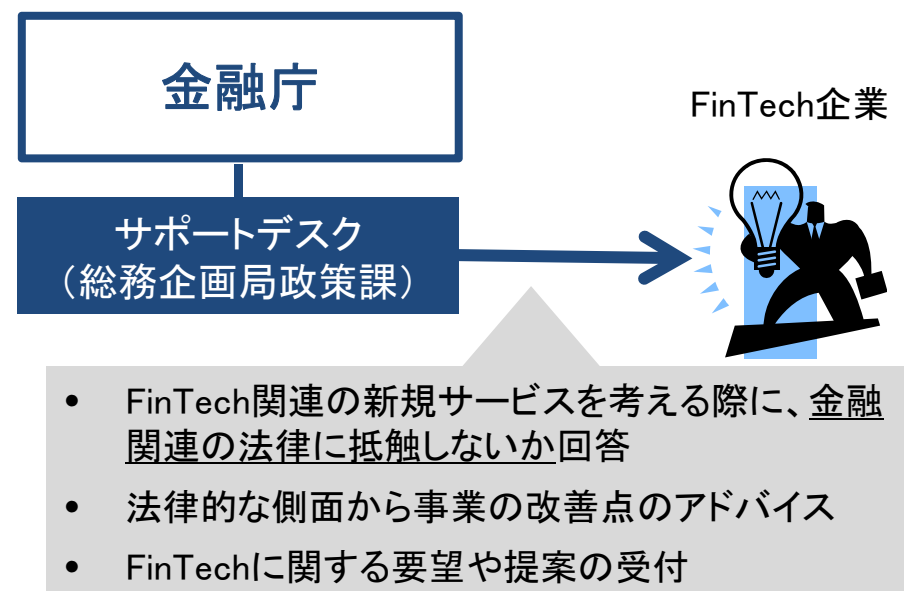 金融庁
FinTech企業
サポートデスク
（総務企画局政策課）
• FinTech関連の新規サービスを考える際に、金融
関連の法律に抵触しないか回答
• 法律的な側面から事業の改善点のアドバイス
• FinTechに関する要望や提案の受付